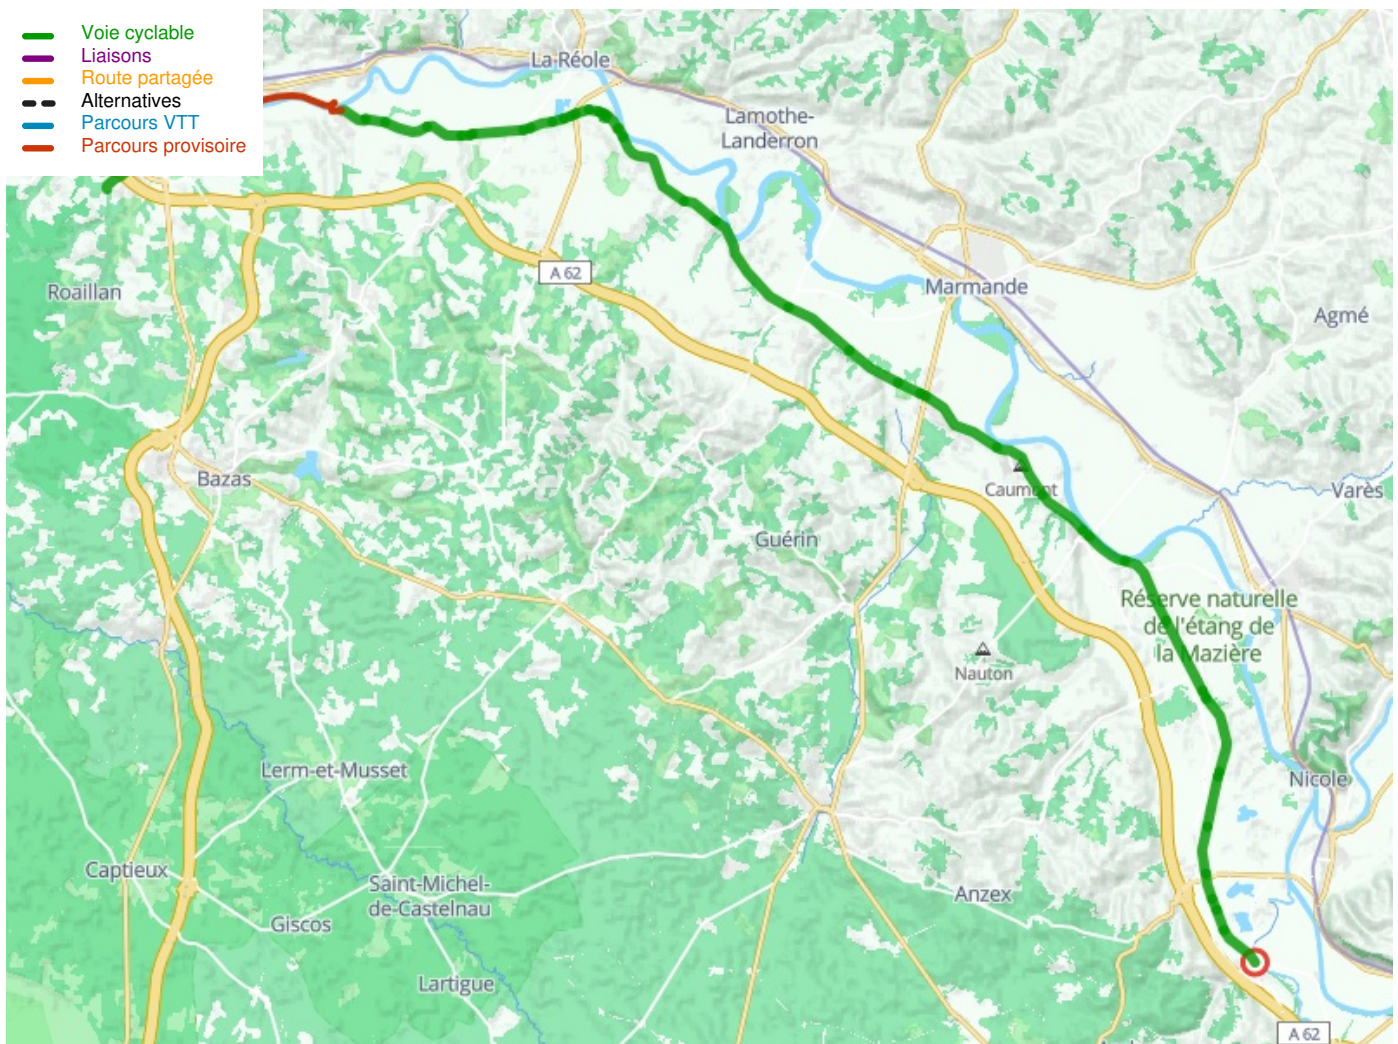 Voie cyclable
Liaisons
Route partagée
Alternatives
Parcours VTT
Parcours provisoire
La Réole
Lamothe-
Landerron
A 62
Roaillan
Marmande
Agmé
Bazas
Caumont
Varès
Guérin
Réserve naturelle
de l'étang de
la Mazière
Nauton
Lerm-et-Musset
Nicole
Captieux
Saint-Michel-
de-Castelnau
Anzex
Giscos
Lartigue
A 62